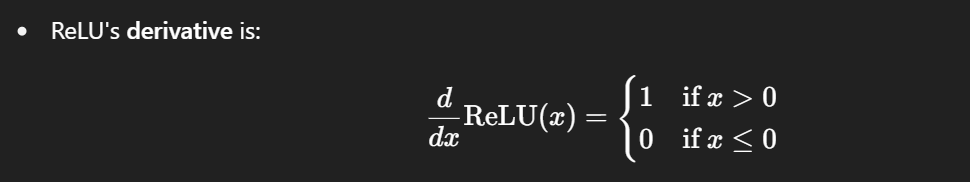 • ReLU's derivative is:
d/dx ReLU(x) = { 1 if x > 0
0 if x ≤ 0